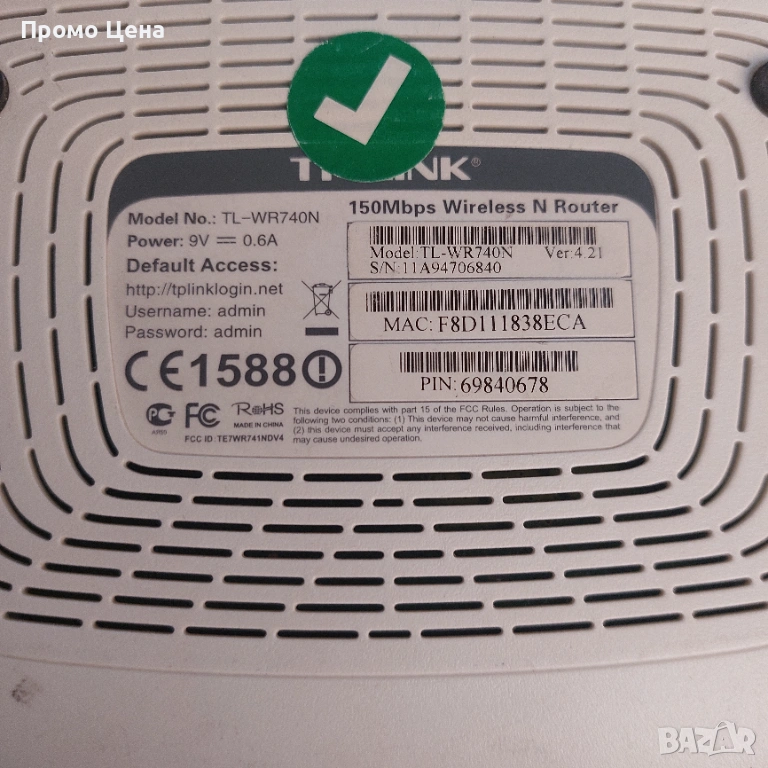 Промо Цена
TP-LINK®
150Mbps Wireless N Router
Model No.: TL-WR740N
Power: 9V 0.6A
Default Access:
http://tplinklogin.net
Username: admin
Password: admin
Model:TL-WR740N Ver:4.21
S/N:11A94706840
MAC: F8D111838ECA
PIN: 69840678
CE1588
FC RoHS
MADE IN CHINA
FCC ID: TE7WR741NDV4
This device complies with part 15 of the FCC Rules. Operation is subject to the
following two conditions: (1) This device may not cause harmful interference, and
(2) this device must accept any interference received, including interference that
may cause undesired operation.
BAZAR